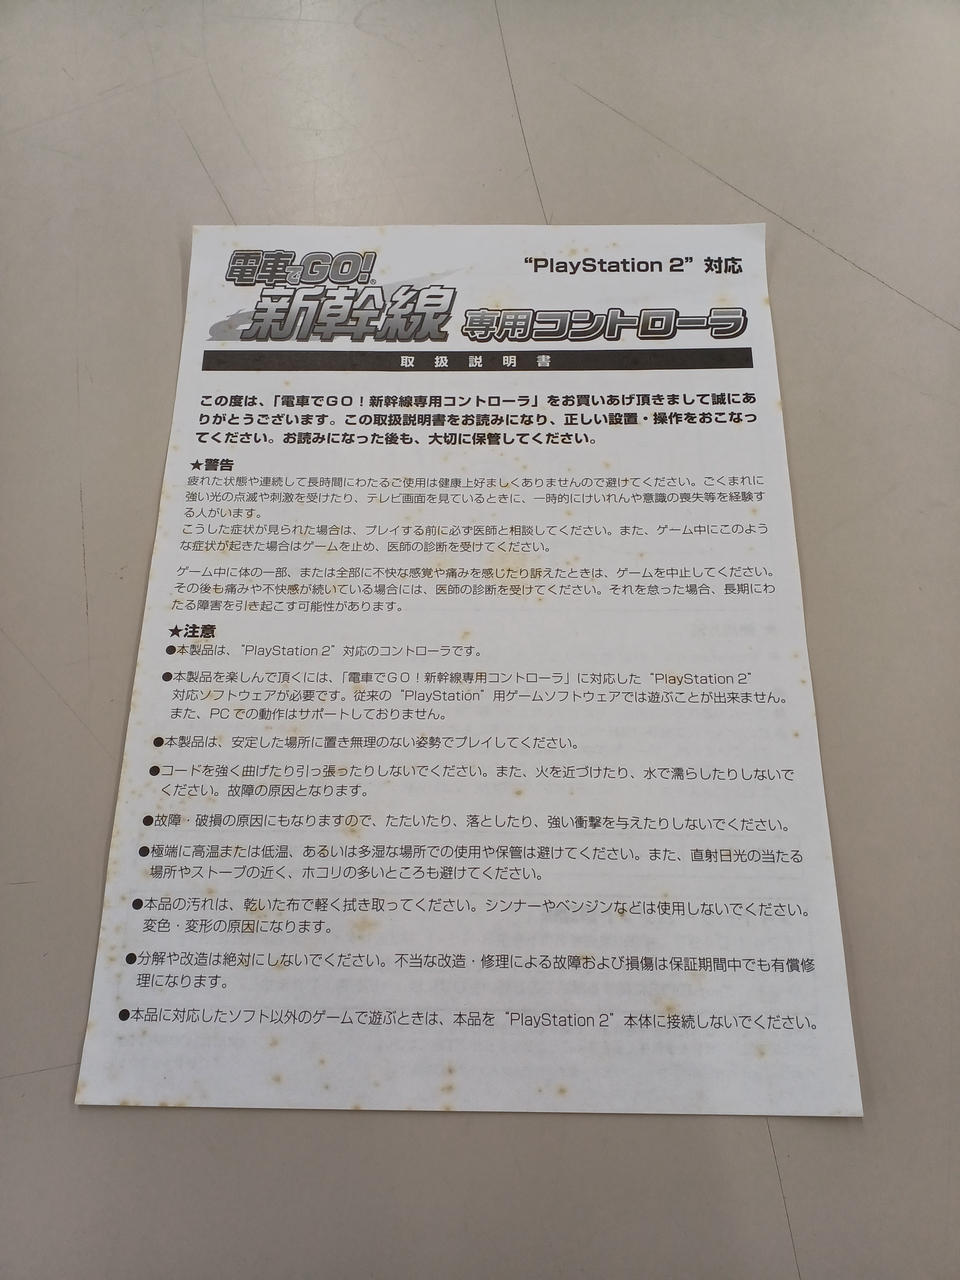 電車でGO!
"PlayStation 2" 対応
新幹線 専用コントローラ
取扱説明書
この度は、「電車でGO！新幹線専用コントローラ」をお買いあげ頂きまして誠にあ
りがとうございます。この取扱説明書をお読みになり、正しい設置・操作をおこなっ
てください。お読みになった後も、大切に保管してください。
★警告
疲れた状態や連続して長時間にわたるご使用は健康上好ましくありませんので避けてください。ごくまれに
強い光の点滅や刺激を受けたり、テレビ画面を見ているときに、一時的にけいれんや意識の喪失等を経験す
る人がいます。
こうした症状が見られた場合は、プレイする前に必ず医師と相談してください。また、ゲーム中にこのよう
な症状が起きた場合はゲームを止め、医師の診断を受けてください。
ゲーム中に体の一部、または全部に不快な感覚や痛みを感じたり訴えたときは、ゲームを中止してください。
その後も痛みや不快感が続いている場合には、医師の診断を受けてください。それを怠った場合、長期にわ
たる障害を引き起こす可能性があります。
★注意
●本製品は、"PlayStation 2" 対応のコントローラです。
●本製品を楽しんで頂くには、「電車でGO！新幹線専用コントローラ」に対応した "PlayStation 2"
対応ソフトウェアが必要です。従来の "PlayStation" 用ゲームソフトウェアでは遊ぶことが出来ません。
また、PCでの動作はサポートしておりません。
●本製品は、安定した場所に置き無理のない姿勢でプレイしてください。
●コードを強く曲げたり引っ張ったりしないでください。また、火を近づけたり、水で濡らしたりしないで
ください。故障の原因となります。
●故障・破損の原因にもなりますので、たたいたり、落としたり、強い衝撃を与えたりしないでください。
●極端に高温または低温、あるいは多湿な場所での使用や保管は避けてください。また、直射日光の当たる
場所やストーブの近く、ホコリの多いところも避けてください。
●本品の汚れは、乾いた布で軽く拭き取ってください。シンナーやベンジンなどは使用しないでください。
変色・変形の原因になります。
●分解や改造は絶対にしないでください。不当な改造・修理による故障および損傷は保証期間中でも有償修
理になります。
●本品に対応したソフト以外のゲームで遊ぶときは、本品を "PlayStation 2" 本体に接続しないでください。